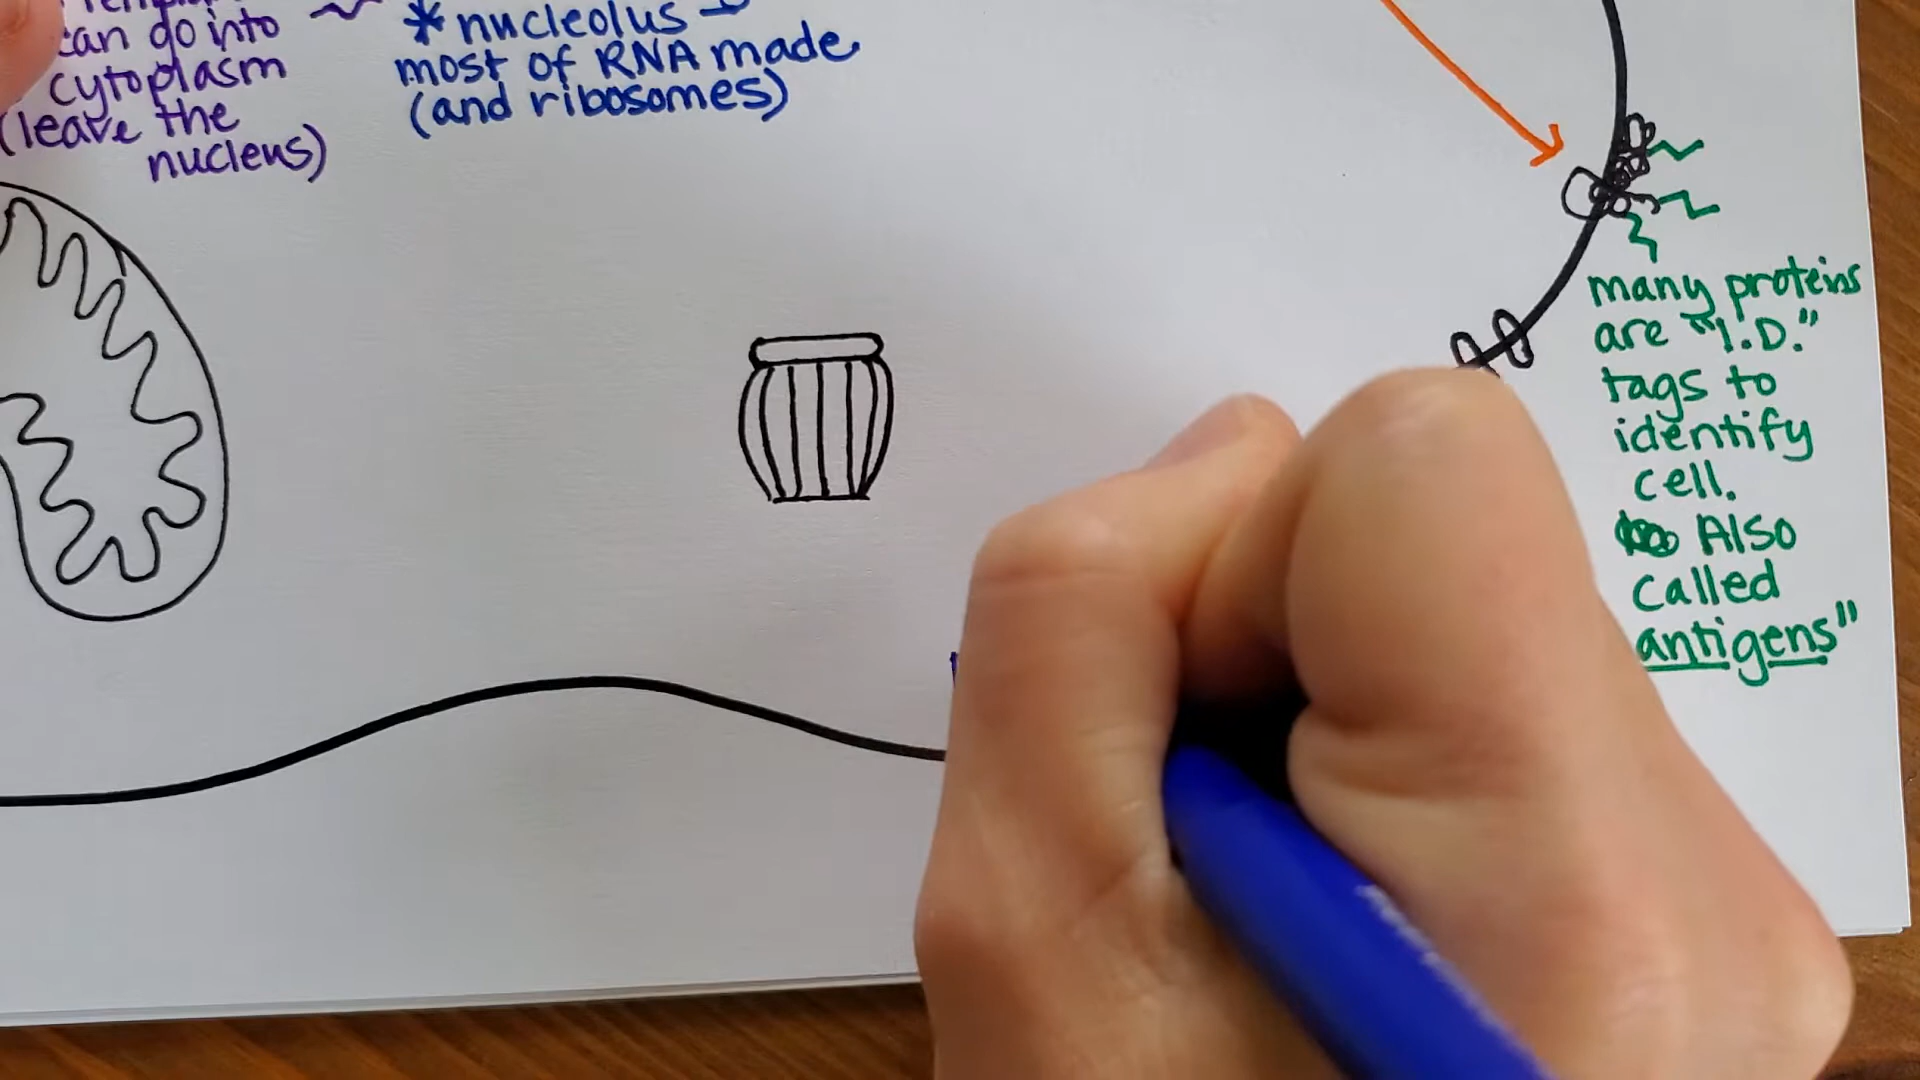 can go into
cytoplasm
(leave the
nucleus)
* nucleolus
most of RNA made
(and ribosomes)
many proteins
are "I.D."
tags to
identify
cell.
Also
called
antigens"